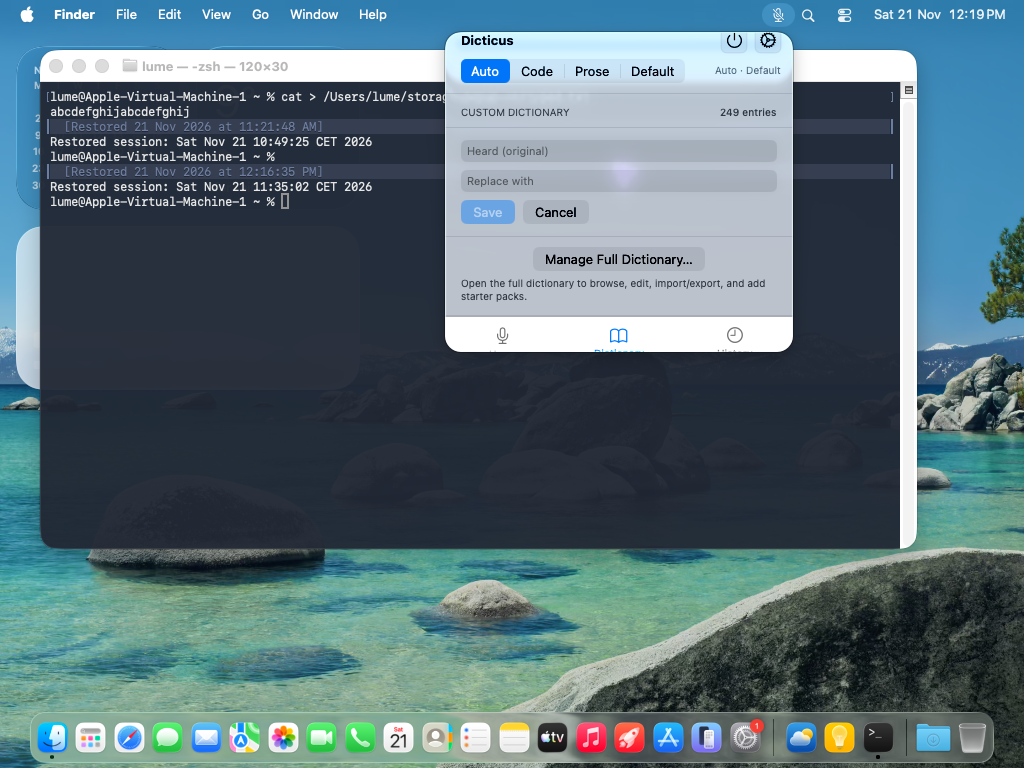 Finder File Edit View Go Window Help Sat 21 Nov 12:19 PM
lume — -zsh — 120×30
lume@Apple-Virtual-Machine-1 ~ % cat > /Users/lume/storag
abcdefghijabcdefghij
[Restored 21 Nov 2026 at 11:21:48 AM]
Restored session: Sat Nov 21 10:49:25 CET 2026
lume@Apple-Virtual-Machine-1 ~ %
[Restored 21 Nov 2026 at 12:16:35 PM]
Restored session: Sat Nov 21 11:35:02 CET 2026
lume@Apple-Virtual-Machine-1 ~ %
Dicticus
Auto Code Prose Default Auto · Default
CUSTOM DICTIONARY 249 entries
Heard (original)
Replace with
Save Cancel
Manage Full Dictionary...
Open the full dictionary to browse, edit, import/export, and add
starter packs.
Sat
21
tv
1
>_